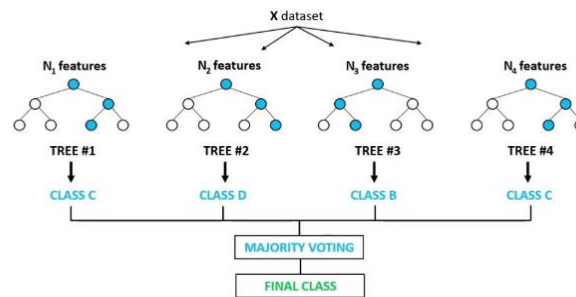 X dataset
N₁ features
N₂ features
N₃ features
N₄ features
TREE #1
TREE #2
TREE #3
TREE #4
CLASS C
CLASS D
CLASS B
CLASS C
MAJORITY VOTING
FINAL CLASS